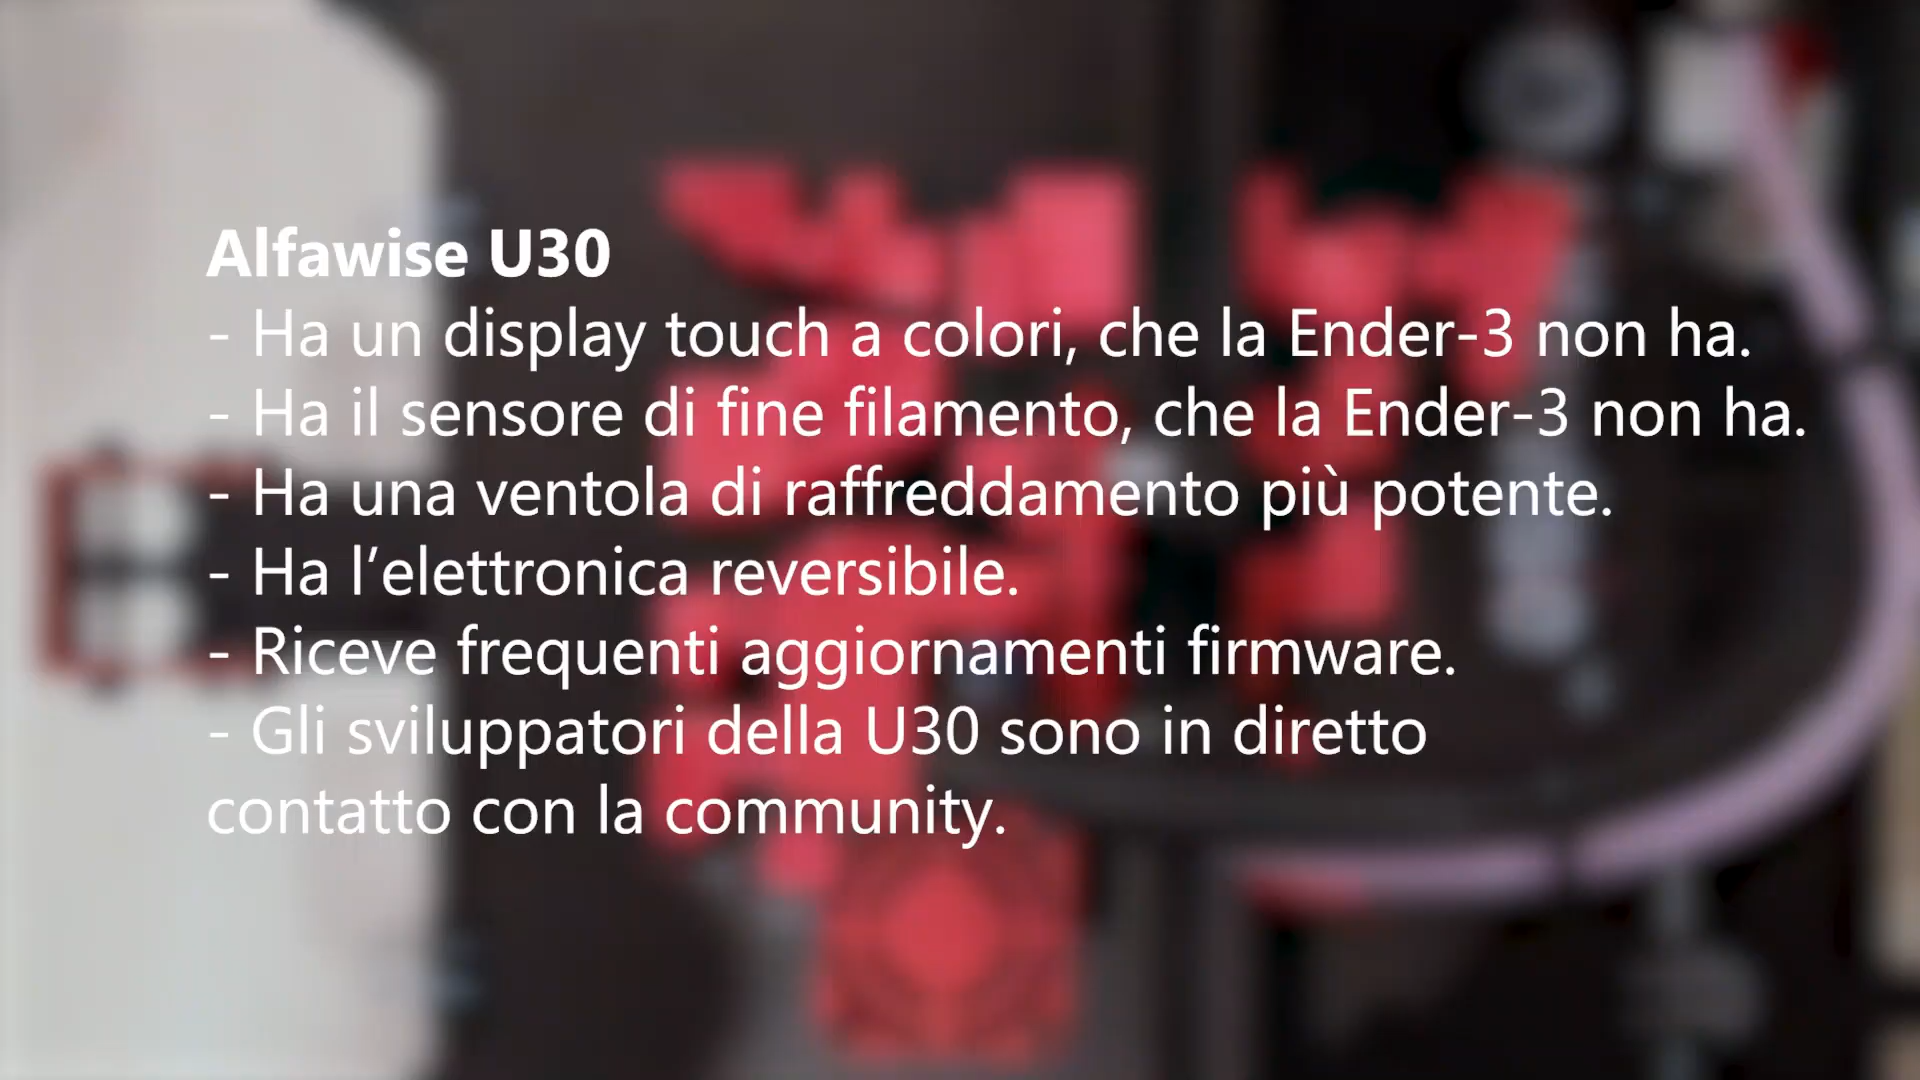 Alfawise U30
- Ha un display touch a colori, che la Ender-3 non ha.
- Ha il sensore di fine filamento, che la Ender-3 non ha.
- Ha una ventola di raffreddamento più potente.
- Ha l’elettronica reversibile.
- Riceve frequenti aggiornamenti firmware.
- Gli sviluppatori della U30 sono in diretto
contatto con la community.